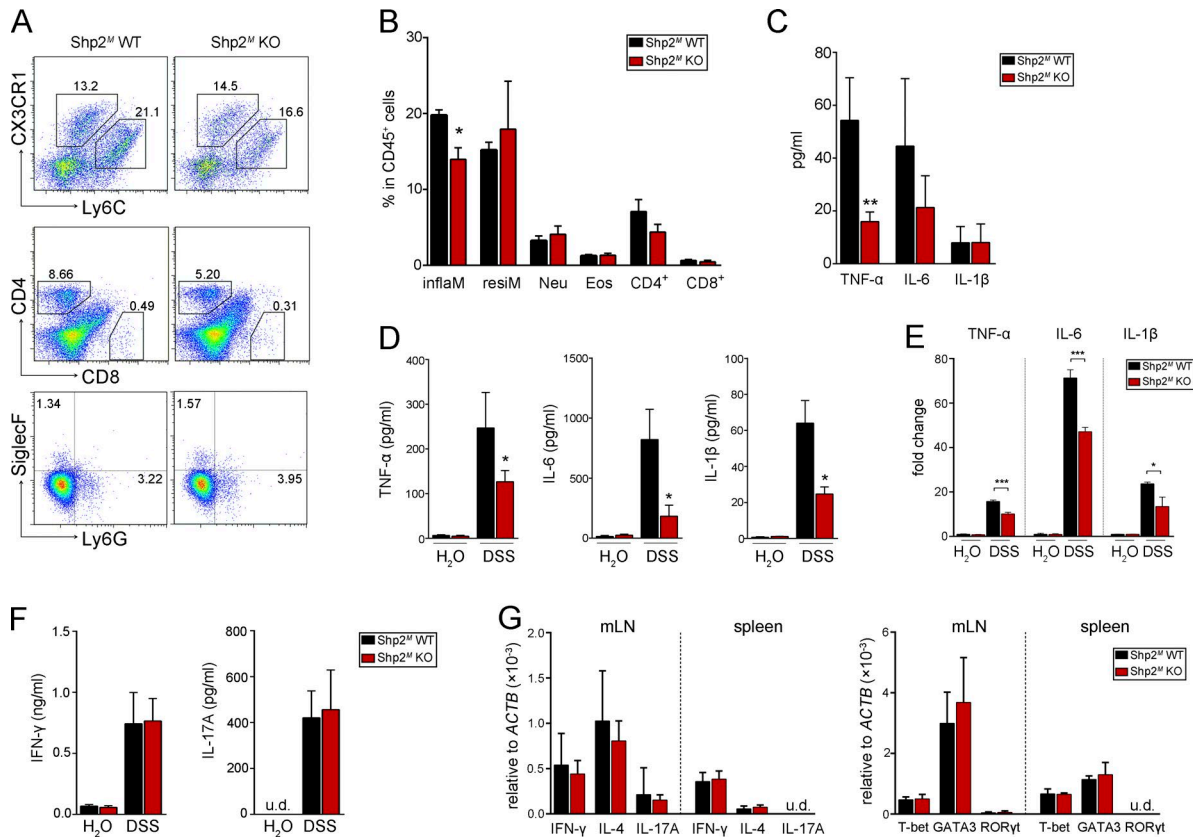 A
Shp2ᴹ WT
Shp2ᴹ KO
CX3CR1
13.2
21.1
14.5
16.6
Ly6C
CD4
8.66
0.49
5.20
0.31
CD8
SiglecF
1.34
3.22
1.57
3.95
Ly6G
B
Shp2ᴹ WT
Shp2ᴹ KO
% in CD45⁺ cells
40
30
20
10
0
*
inflaM resiM Neu Eos CD4⁺ CD8⁺
C
Shp2ᴹ WT
Shp2ᴹ KO
pg/ml
80
60
40
20
0
**
TNF-α IL-6 IL-1β
D
TNF-α (pg/ml)
400
300
200
100
0
*
H₂O DSS
IL-6 (pg/ml)
1500
1000
500
0
*
H₂O DSS
IL-1β (pg/ml)
100
80
60
40
20
0
*
H₂O DSS
E
TNF-α IL-6 IL-1β
Shp2ᴹ WT
Shp2ᴹ KO
fold change
80
60
40
20
0
***
***
*
H₂O DSS H₂O DSS H₂O DSS
F
IFN-γ (ng/ml)
1.5
1.0
0.5
0.0
H₂O DSS
IL-17A (pg/ml)
800
600
400
200
0
u.d.
H₂O DSS
Shp2ᴹ WT
Shp2ᴹ KO
G
mLN spleen
relative to ACTB (×10⁻³)
2.0
1.5
1.0
0.5
0.0
u.d.
IFN-γ IL-4 IL-17A IFN-γ IL-4 IL-17A
mLN spleen
Shp2ᴹ WT
Shp2ᴹ KO
relative to ACTB (×10⁻³)
6
4
2
0
u.d.
T-bet GATA3 RORγt T-bet GATA3 RORγt